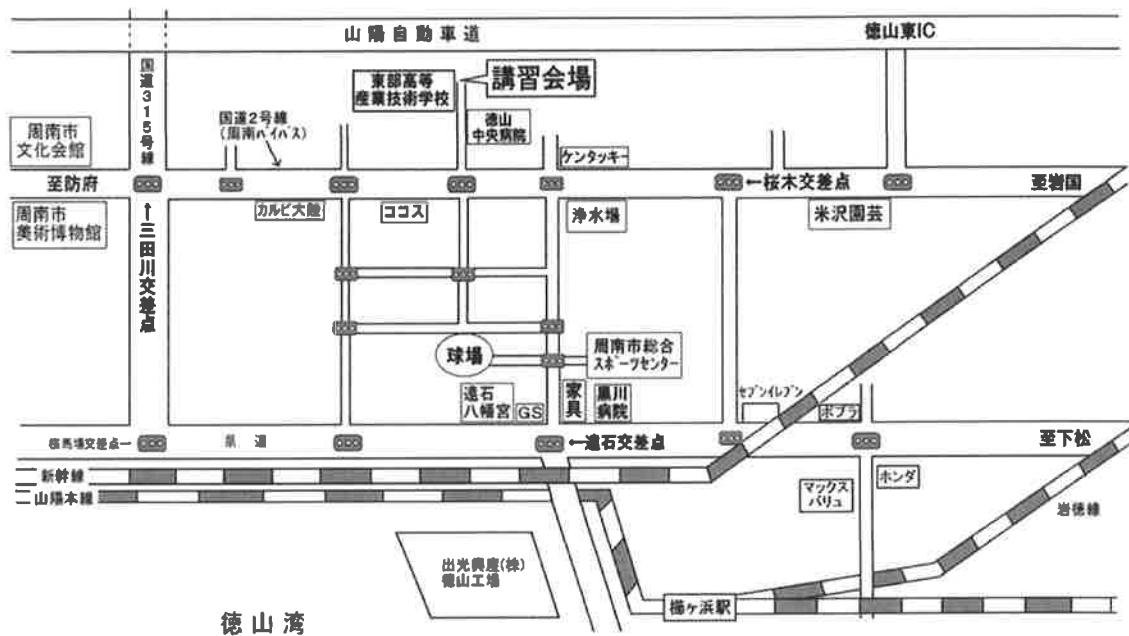 山陽自動車道
徳山東IC
国道315号線
東部高等
産業技術学校
講習会場
国道2号線
(周南バイパス)
徳山
中央病院
周南市
文化会館
ケンタッキー
至防府
←桜木交差点
至岩国
周南市
美術博物館
カルビ大陸
ココス
浄水場
米沢園芸
←三田川交差点
球場
周南市総合
スポーツセンター
遠石
八幡宮
GS
家具
黒川
病院
セブンイレブン
ポプラ
桜馬場交差点→
県道
←遠石交差点
至下松
新幹線
山陽本線
マックス
バリュ
ホンダ
岩徳線
出光興産(株)
徳山工場
櫛ヶ浜駅
徳山湾